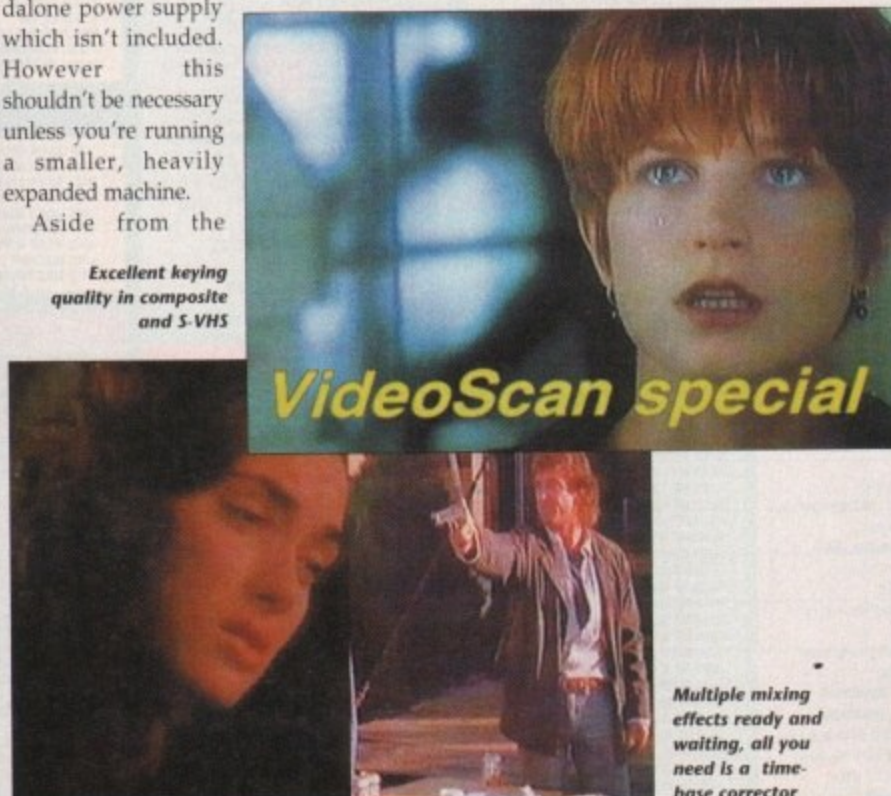 dalone power supply
which isn't included.
However this
shouldn't be necessary
unless you're running
a smaller, heavily
expanded machine.
Aside from the
Excellent keying
quality in composite
and S-VHS
VideoScan special
Multiple mixing
effects ready and
waiting, all you
need is a time-
base corrector